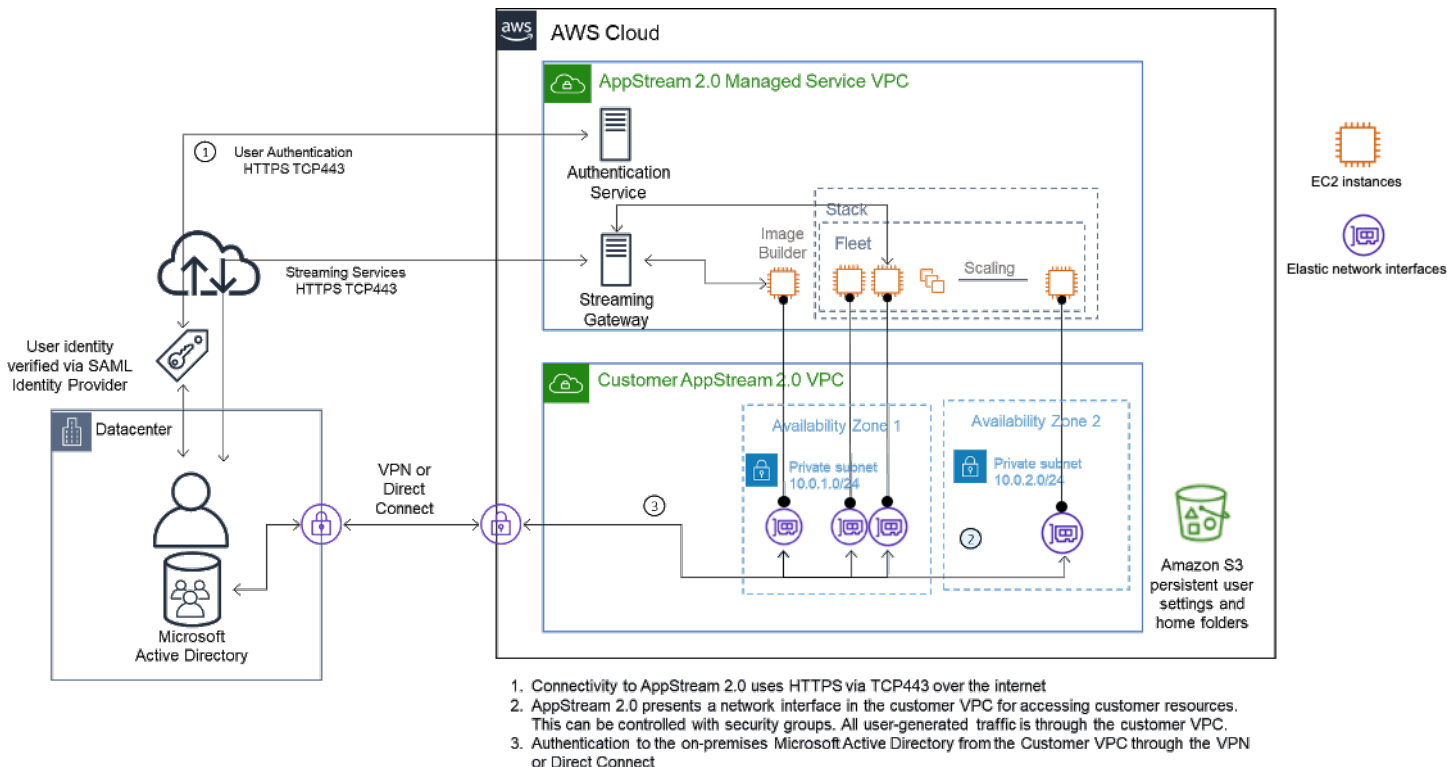 aws
AWS Cloud
AppStream 2.0 Managed Service VPC
1
User Authentication
HTTPS TCP443
Authentication
Service
Stack
Image
Builder
Fleet
Scaling
Streaming Services
HTTPS TCP443
Streaming
Gateway
EC2 instances
Elastic network interfaces
User identity
verified via SAML
Identity Provider
Customer AppStream 2.0 VPC
Datacenter
Availability Zone 1
Availability Zone 2
Private subnet
10.0.1.0/24
Private subnet
10.0.2.0/24
VPN or
Direct
Connect
3
2
Amazon S3
persistent user
settings and
home folders
Microsoft
Active Directory
1. Connectivity to AppStream 2.0 uses HTTPS via TCP443 over the internet
2. AppStream 2.0 presents a network interface in the customer VPC for accessing customer resources.
This can be controlled with security groups. All user-generated traffic is through the customer VPC.
3. Authentication to the on-premises Microsoft Active Directory from the Customer VPC through the VPN
or Direct Connect